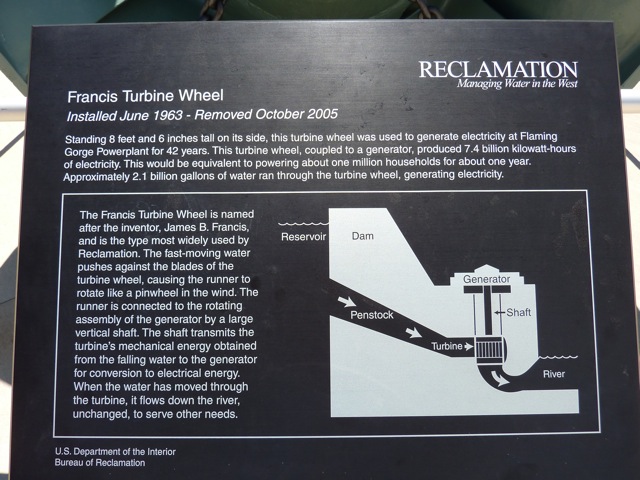 RECLAMATION
Managing Water in the West
Francis Turbine Wheel
Installed June 1963 - Removed October 2005
Standing 8 feet and 6 inches tall on its side, this turbine wheel was used to generate electricity at Flaming
Gorge Powerplant for 42 years. This turbine wheel, coupled to a generator, produced 7.4 billion kilowatt-hours
of electricity. This would be equivalent to powering about one million households for about one year.
Approximately 2.1 billion gallons of water ran through the turbine wheel, generating electricity.
The Francis Turbine Wheel is named
after the inventor, James B. Francis,
and is the type most widely used by
Reclamation. The fast-moving water
pushes against the blades of the
turbine wheel, causing the runner to
rotate like a pinwheel in the wind. The
runner is connected to the rotating
assembly of the generator by a large
vertical shaft. The shaft transmits the
turbine's mechanical energy obtained
from the falling water to the generator
for conversion to electrical energy.
When the water has moved through
the turbine, it flows down the river,
unchanged, to serve other needs.
Reservoir
Dam
Generator
Shaft
Penstock
Turbine
River
U.S. Department of the Interior
Bureau of Reclamation